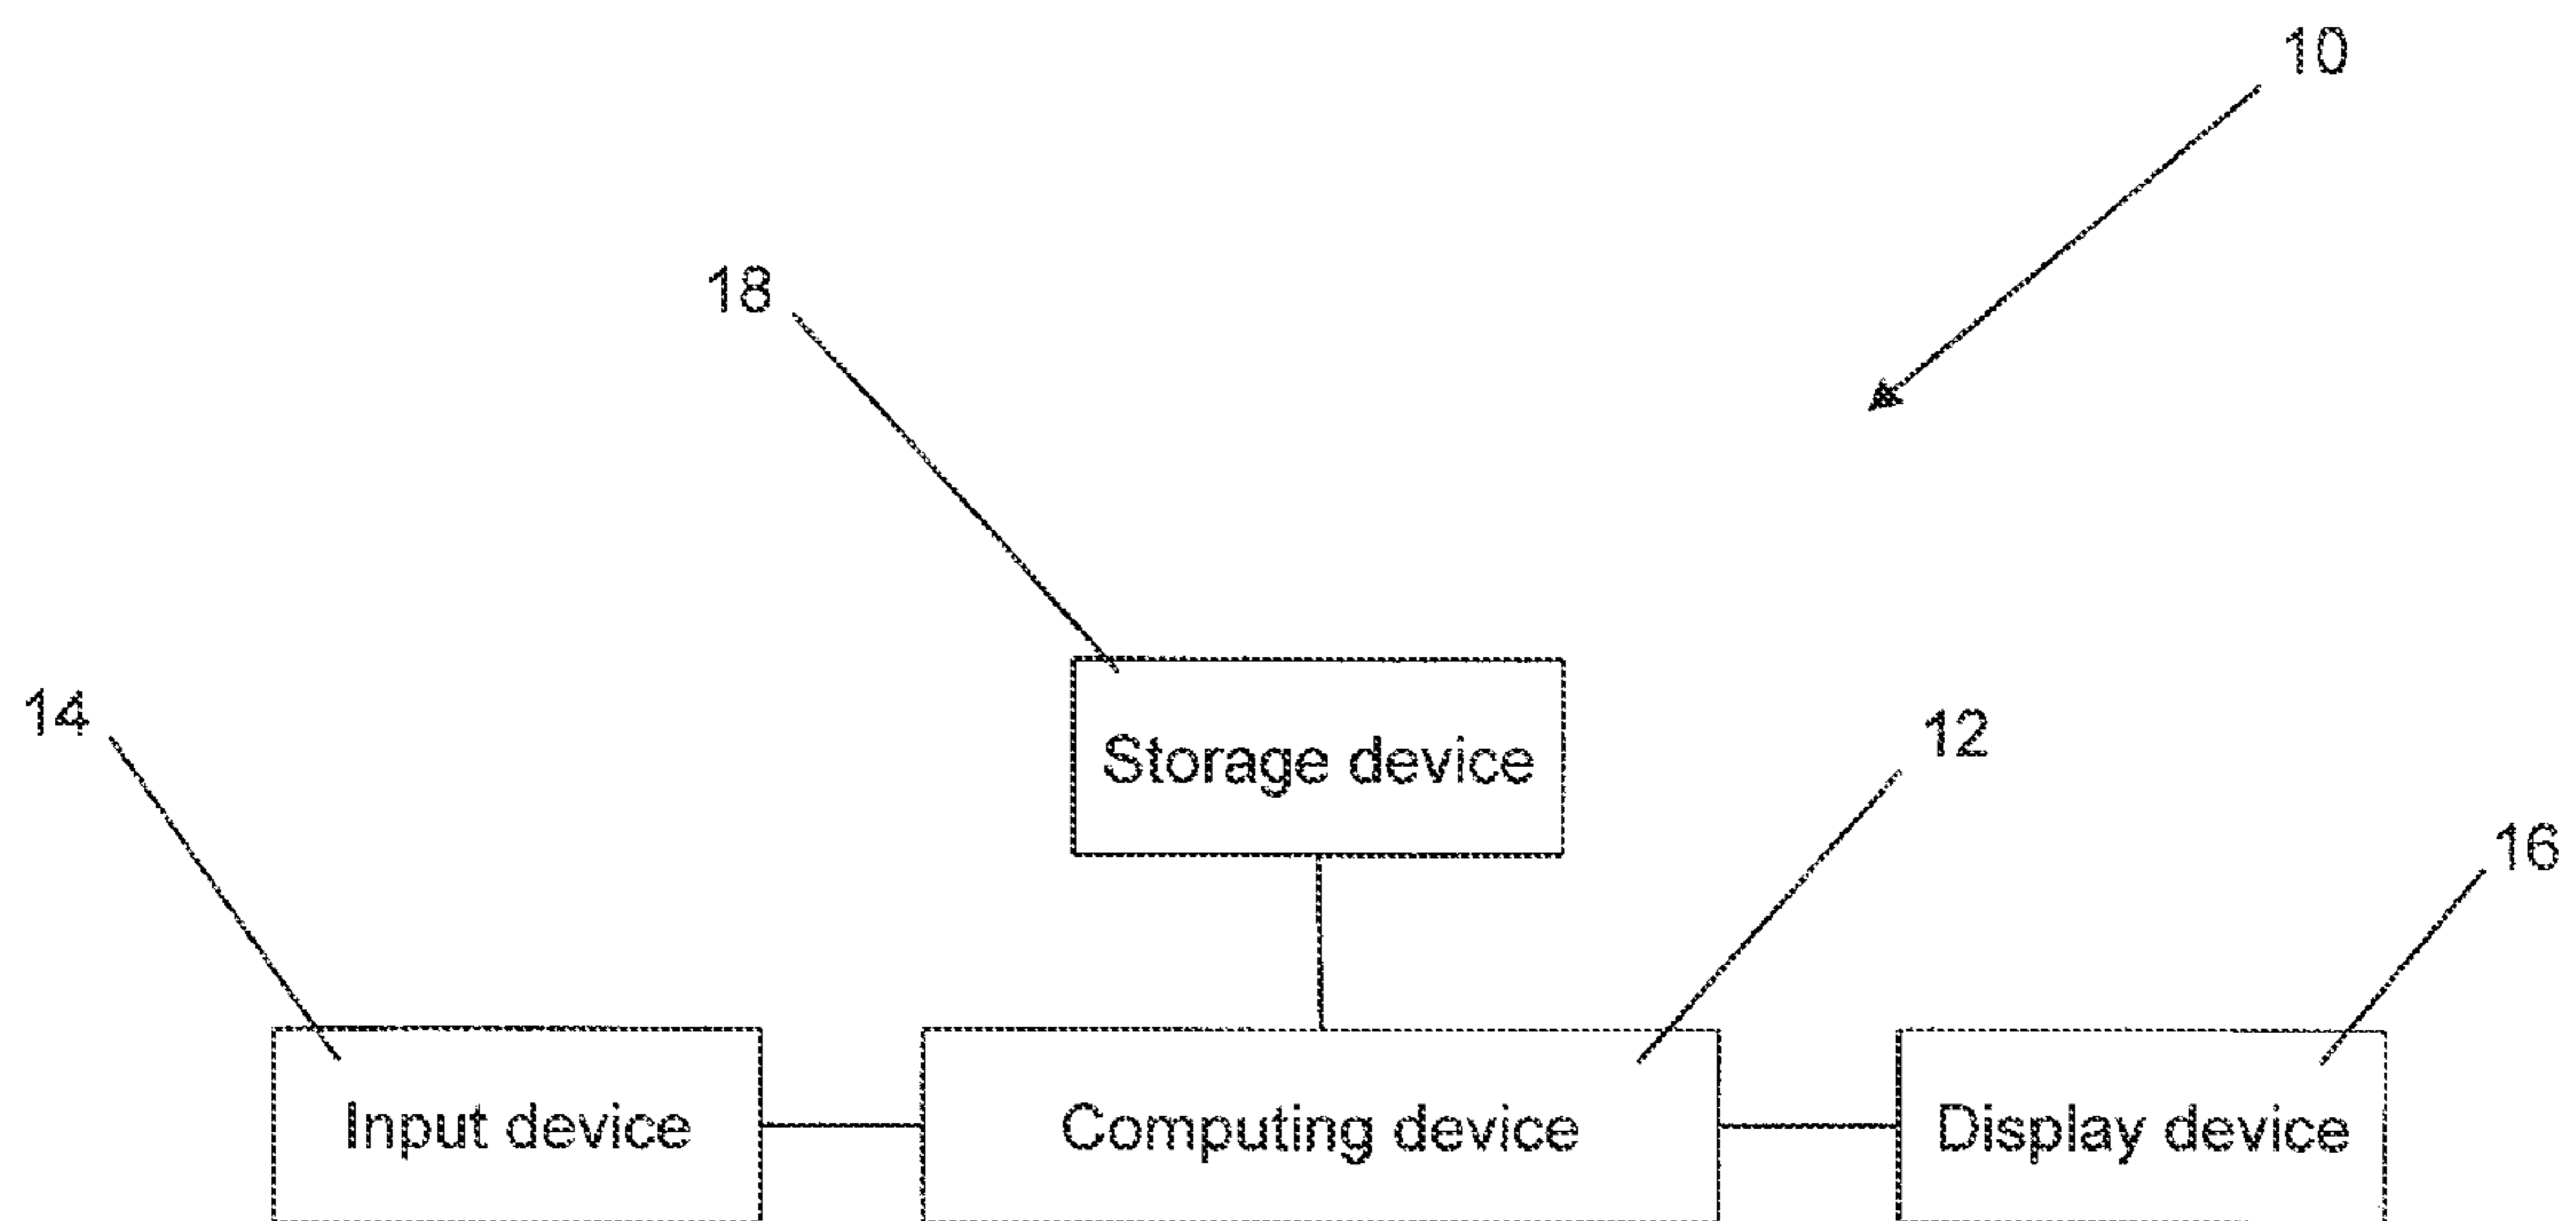 10
18
14
Storage device
12
16
Input device
Computing device
Display device